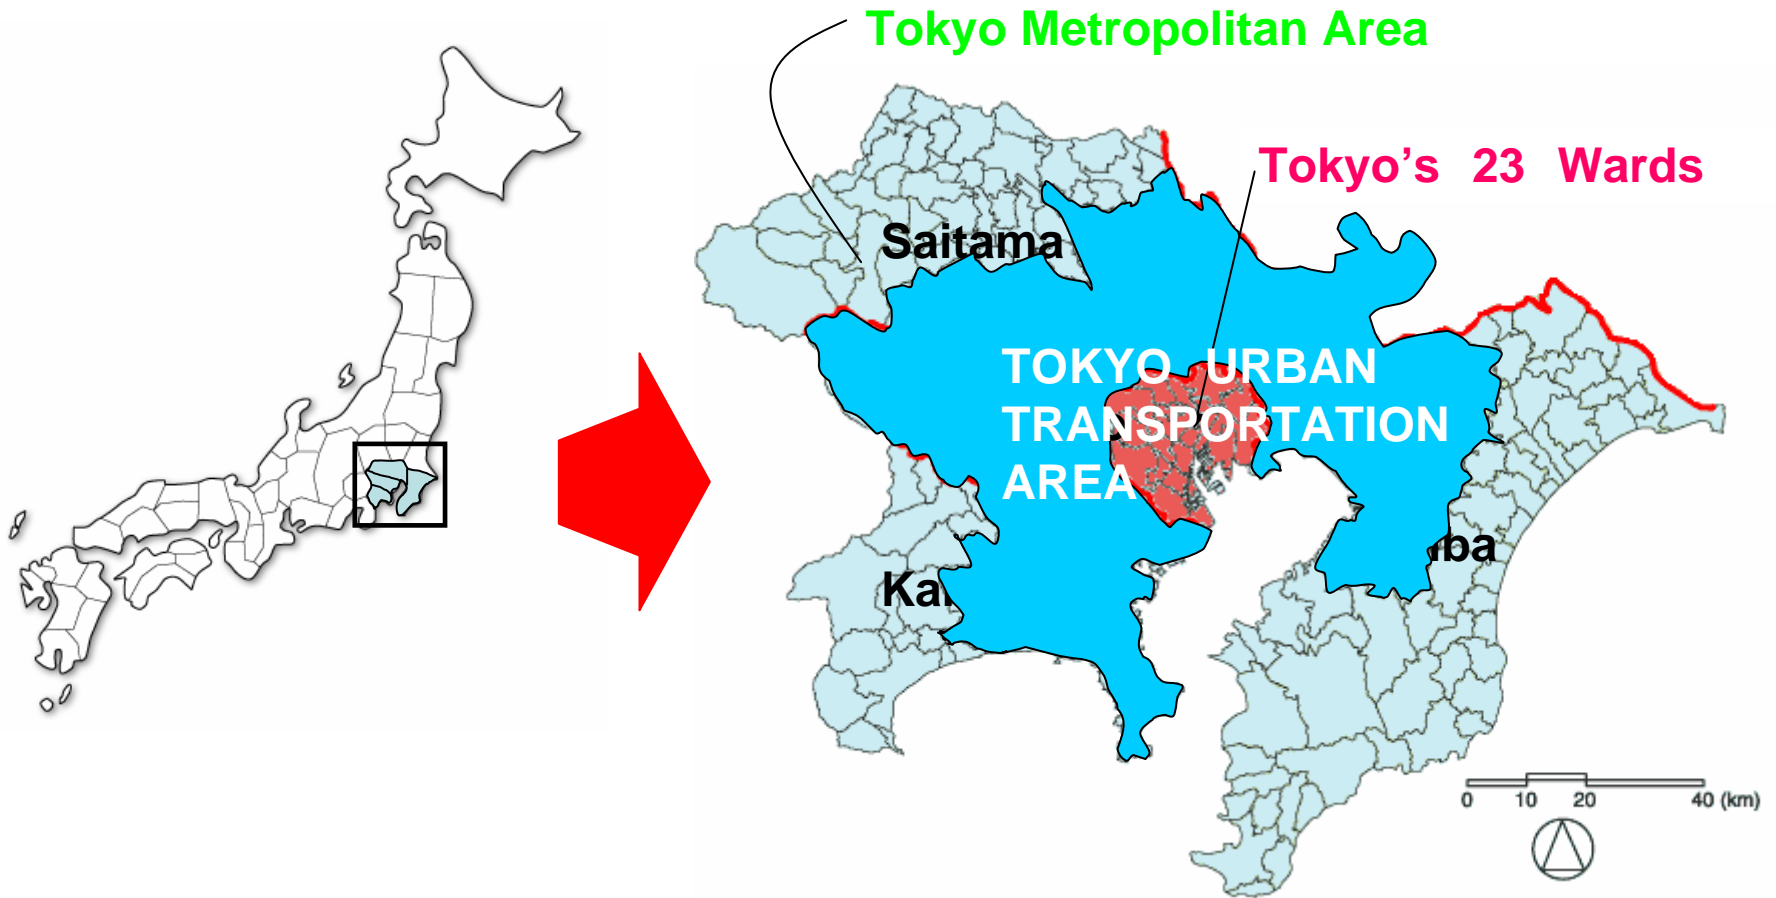 Tokyo Metropolitan Area
Tokyo's 23 Wards
Saitama
TOKYO URBAN
TRANSPORTATION
AREA
iba
Ka
0 10 20 40 (km)